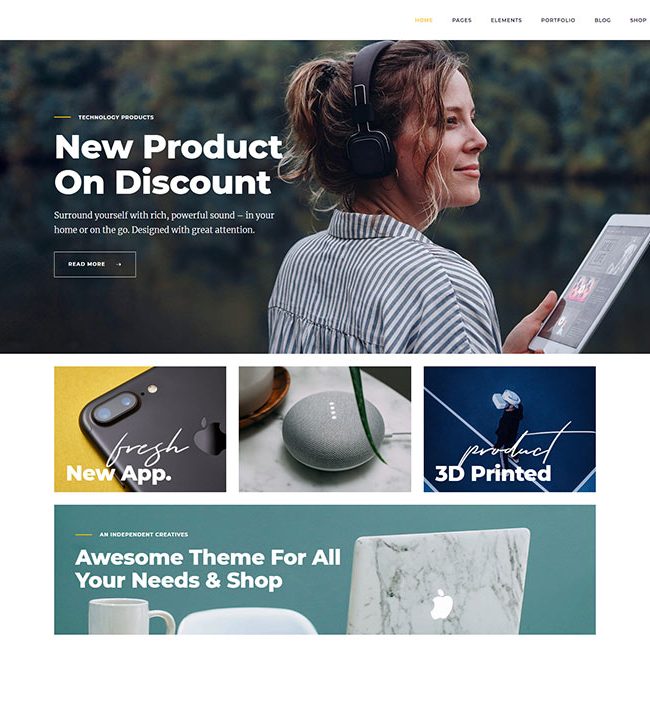 HOME PAGES ELEMENTS PORTFOLIO BLOG SHOP
TECHNOLOGY PRODUCTS
New Product
On Discount
Surround yourself with rich, powerful sound – in your
home or on the go. Designed with great attention.
READ MORE →
fresh
New App.
product
3D Printed
AN INDEPENDENT CREATIVES
Awesome Theme For All
Your Needs & Shop